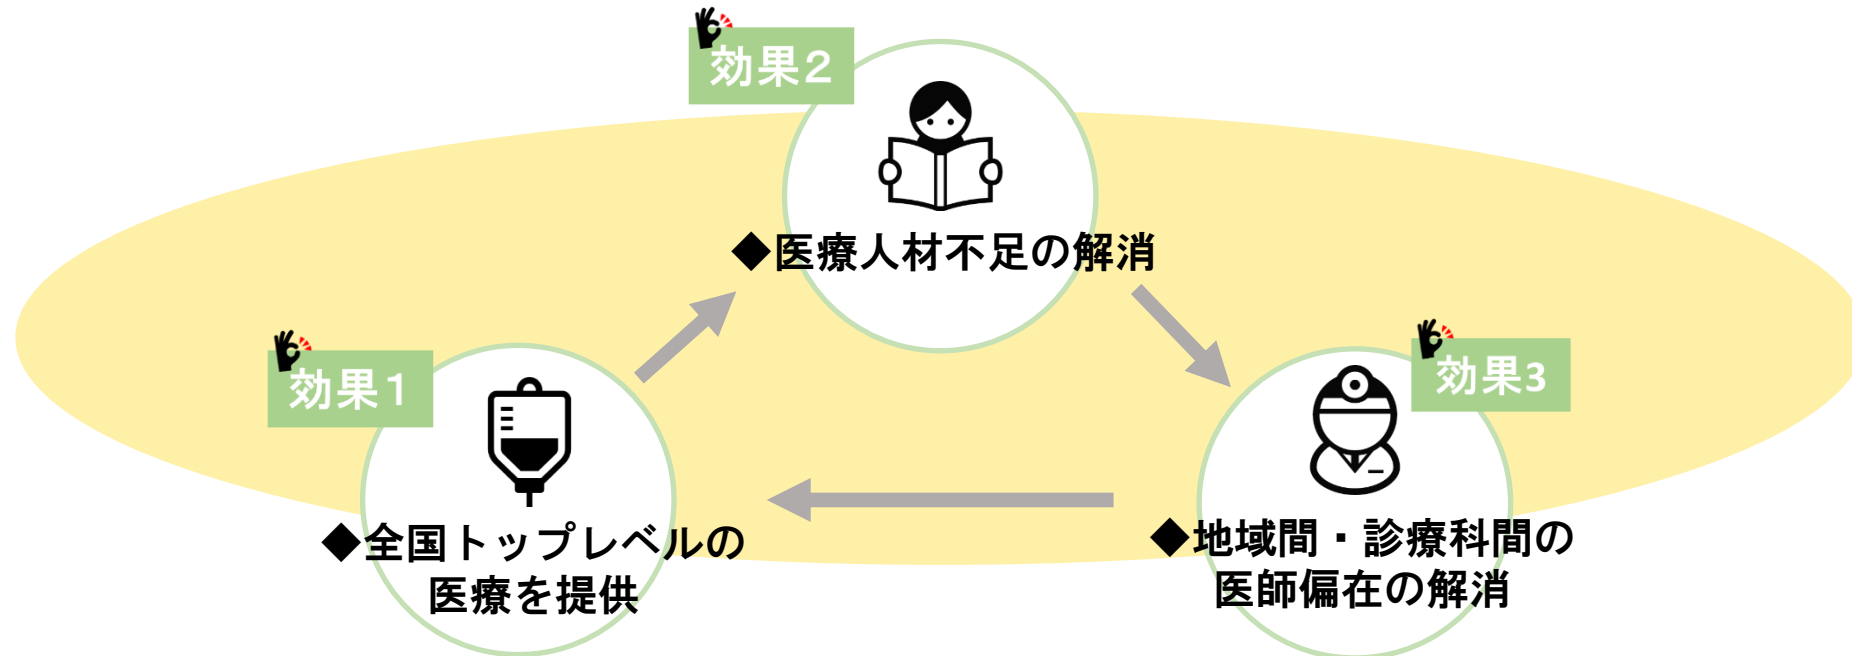 効果２
◆医療人材不足の解消
効果１
◆全国トップレベルの
医療を提供
効果3
◆地域間・診療科間の
医師偏在の解消